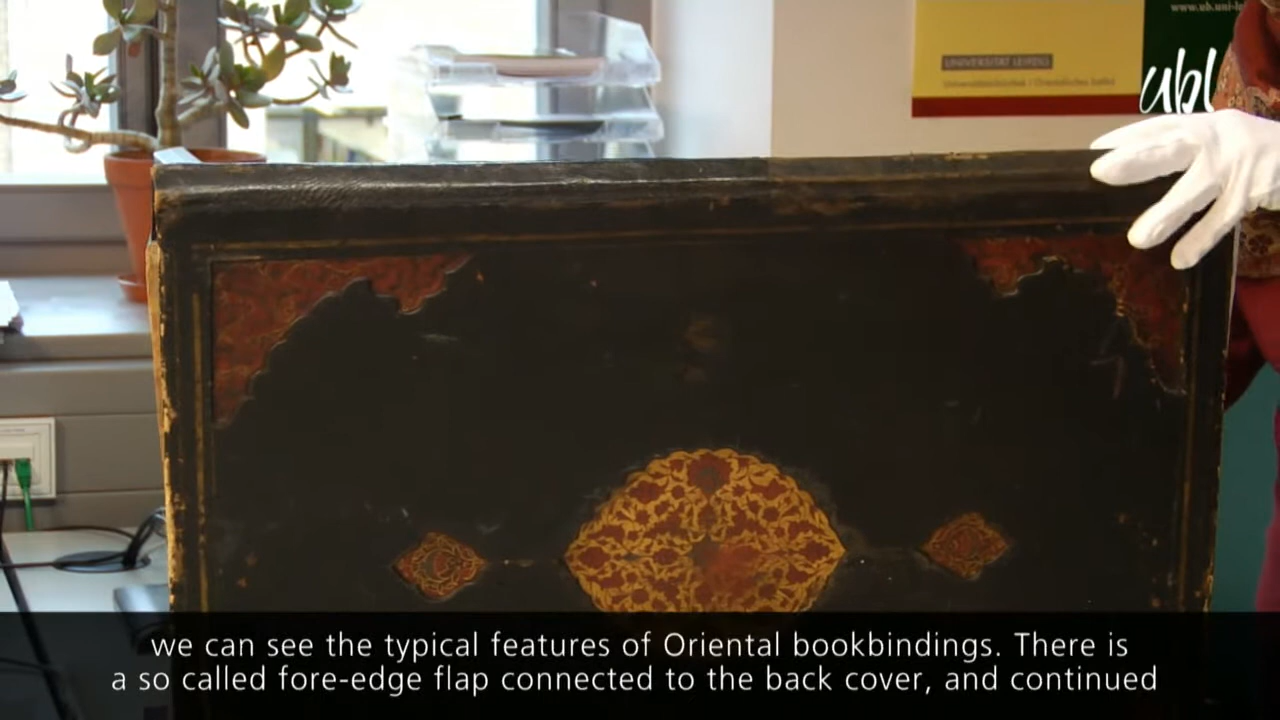 www.ub.uni-le
UNIVERSITÄT LEIPZIG
ubl
we can see the typical features of Oriental bookbindings. There is
a so called fore-edge flap connected to the back cover, and continued